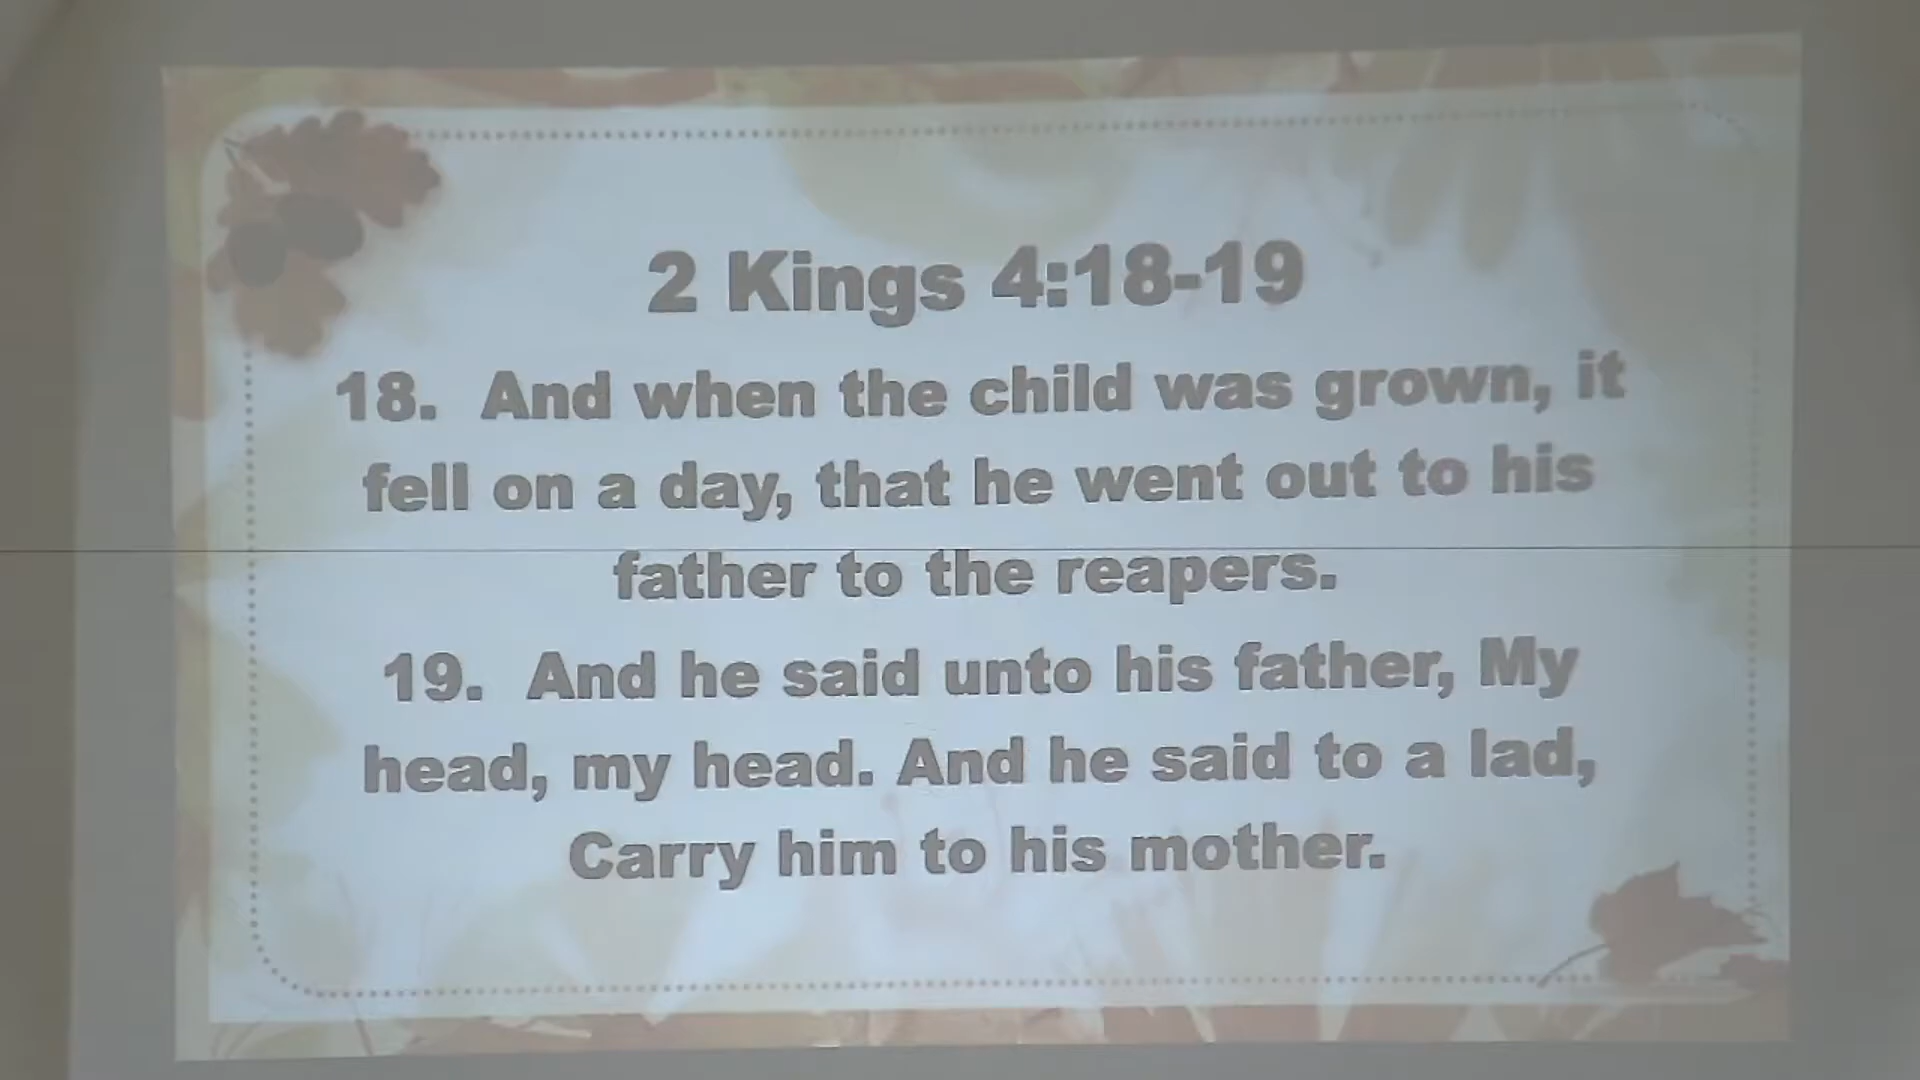 2 Kings 4:18-19
18. And when the child was grown, it
fell on a day, that he went out to his
father to the reapers.
19. And he said unto his father, My
head, my head. And he said to a lad,
Carry him to his mother.